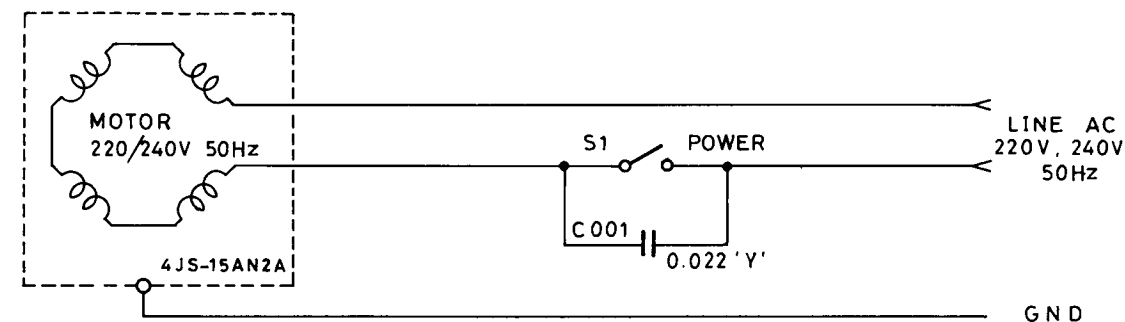 MOTOR
220/240V 50Hz
S1
POWER
LINE AC
220V, 240V
50Hz
C001
0.022 'Y'
4JS-15AN2A
GND